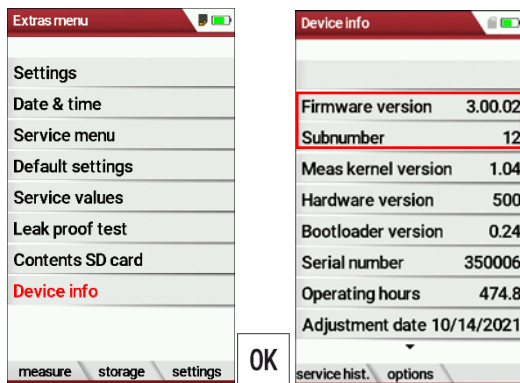 Extras menu
Settings
Date & time
Service menu
Default settings
Service values
Leak proof test
Contents SD card
Device info
measure storage settings
OK
Device info
Firmware version 3.00.02
Subnumber 12
Meas kernel version 1.04
Hardware version 500
Bootloader version 0.24
Serial number 350006
Operating hours 474.8
Adjustment date 10/14/2021
service hist. options